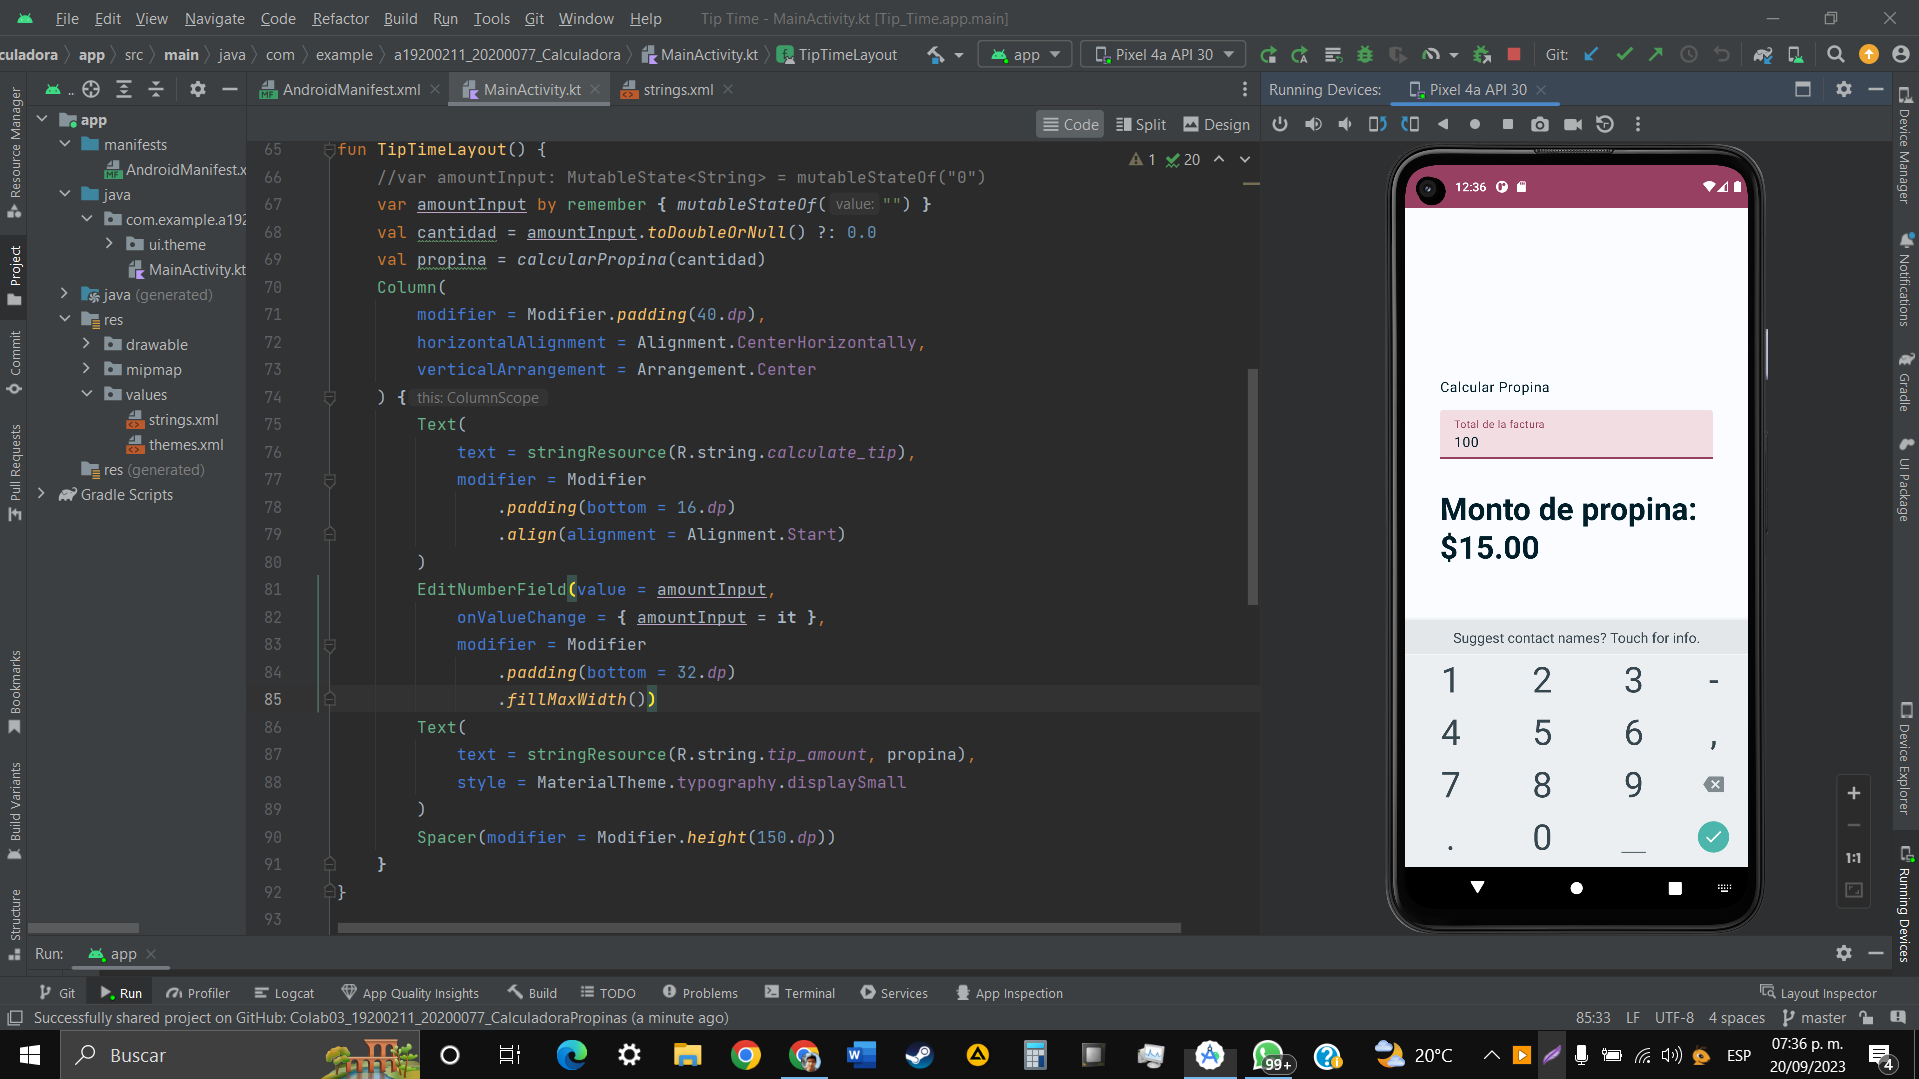 File Edit View Navigate Code Refactor Build Run Tools Git Window Help Tip Time - MainActivity.kt [Tip_Time.app.main]
culadora app src main java com example a19200211_20200077_Calculadora MainActivity.kt TipTimeLayout app Pixel 4a API 30 Git:
.. AndroidManifest.xml MainActivity.kt strings.xml Running Devices: Pixel 4a API 30
Code Split Design
1 20
Resource Manager
Project
Commit
Pull Requests
Bookmarks
Build Variants
Structure
app
manifests
AndroidManifest.x
java
com.example.a192
ui.theme
MainActivity.kt
java (generated)
res
drawable
mipmap
values
strings.xml
themes.xml
res (generated)
Gradle Scripts
65 fun TipTimeLayout() {
66 //var amountInput: MutableState<String> = mutableStateOf("0")
67 var amountInput by remember { mutableStateOf( value: "") }
68 val cantidad = amountInput.toDoubleOrNull() ?: 0.0
69 val propina = calcularPropina(cantidad)
70 Column(
71 modifier = Modifier.padding(40.dp),
72 horizontalAlignment = Alignment.CenterHorizontally,
73 verticalArrangement = Arrangement.Center
74 ) { this: ColumnScope
75 Text(
76 text = stringResource(R.string.calculate_tip),
77 modifier = Modifier
78 .padding(bottom = 16.dp)
79 .align(alignment = Alignment.Start)
80 )
81 EditNumberField(value = amountInput,
82 onValueChange = { amountInput = it },
83 modifier = Modifier
84 .padding(bottom = 32.dp)
85 .fillMaxWidth())
86 Text(
87 text = stringResource(R.string.tip_amount, propina),
88 style = MaterialTheme.typography.displaySmall
89 )
90 Spacer(modifier = Modifier.height(150.dp))
91 }
92 }
93
12:36
Calcular Propina
Total de la factura
100
Monto de propina:
$15.00
Suggest contact names? Touch for info.
1 2 3 -
4 5 6 ,
7 8 9
. 0 _
1:1
Device Manager
Notifications
Gradle
UI Package
Device Explorer
Running Devices
Run: app
Git Run Profiler Logcat App Quality Insights Build TODO Problems Terminal Services App Inspection Layout Inspector
Successfully shared project on GitHub: Colab03_19200211_20200077_CalculadoraPropinas (a minute ago) 85:33 LF UTF-8 4 spaces master
Buscar 99+ 20°C ESP 07:36 p. m.
20/09/2023 4